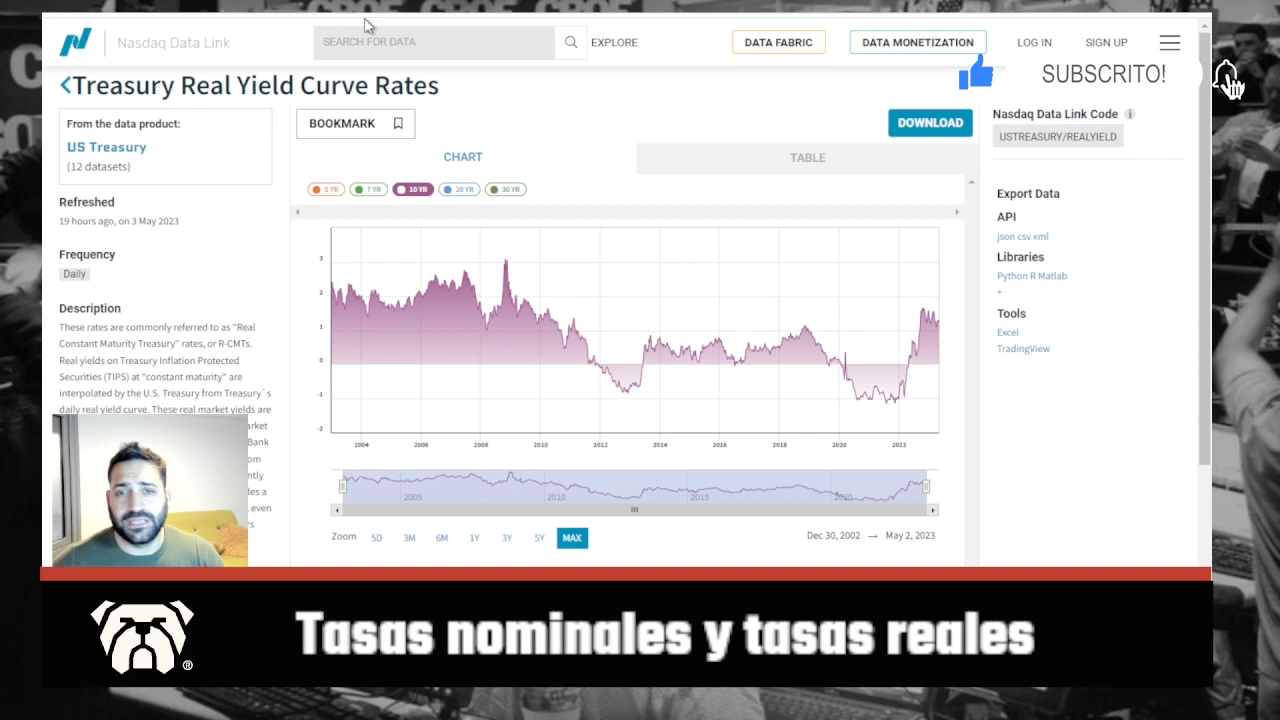 Nasdaq Data Link
SEARCH FOR DATA
EXPLORE
DATA FABRIC
DATA MONETIZATION
LOG IN
SIGN UP
SUBSCRITO!
Treasury Real Yield Curve Rates
From the data product:
US Treasury
(12 datasets)
Refreshed
19 hours ago, on 3 May 2023
Frequency
Daily
Description
These rates are commonly referred to as "Real
Constant Maturity Treasury" rates, or R-CMTs.
Real yields on Treasury Inflation Protected
Securities (TIPS) at "constant maturity" are
interpolated by the U.S. Treasury from Treasury`s
daily real yield curve. These real market yields are
BOOKMARK
DOWNLOAD
CHART
TABLE
5 YR
7 YR
10 YR
20 YR
30 YR
3
2
1
0
-1
-2
2004
2006
2008
2010
2012
2014
2016
2018
2020
2022
2005
2010
2015
2020
Zoom
5D
3M
6M
1Y
3Y
5Y
MAX
Dec 30, 2002 → May 2, 2023
Nasdaq Data Link Code
USTREASURY/REALYIELD
Export Data
API
json csv xml
Libraries
Python R Matlab
+
Tools
Excel
TradingView
Tasas nominales y tasas reales
®